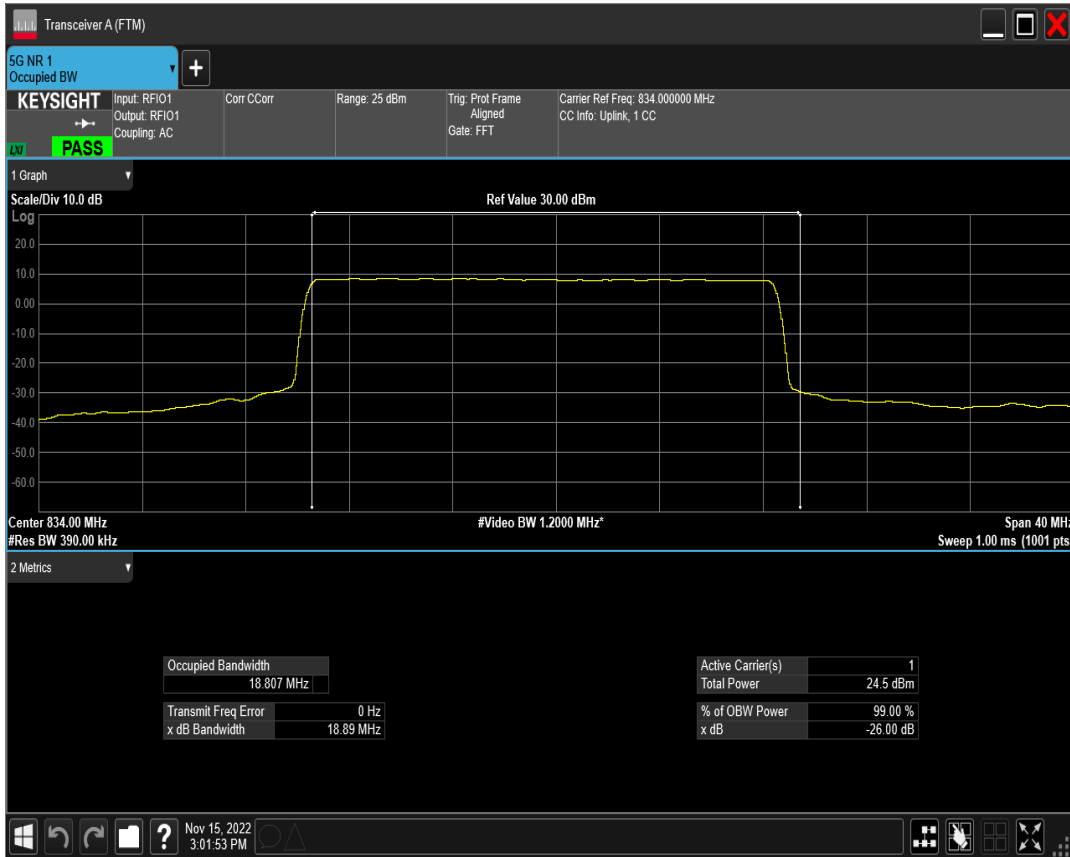 Transceiver A (FTM)
5G NR 1
Occupied BW
+
KEYSIGHT
LXI
PASS
Input: RFIO1
Output: RFIO1
Coupling: AC
Corr CCorr
Range: 25 dBm
Trig: Prot Frame
Aligned
Gate: FFT
Carrier Ref Freq: 834.000000 MHz
CC Info: Uplink, 1 CC
1 Graph
Scale/Div 10.0 dB
Ref Value 30.00 dBm
Log
20.0
10.0
0.00
-10.0
-20.0
-30.0
-40.0
-50.0
-60.0
Center 834.00 MHz
#Video BW 1.2000 MHz*
Span 40 MHz
#Res BW 390.00 kHz
Sweep 1.00 ms (1001 pts
2 Metrics
Occupied Bandwidth
18.807 MHz
Transmit Freq Error 0 Hz
x dB Bandwidth 18.89 MHz
Active Carrier(s) 1
Total Power 24.5 dBm
% of OBW Power 99.00 %
x dB -26.00 dB
?
Nov 15, 2022
3:01:53 PM